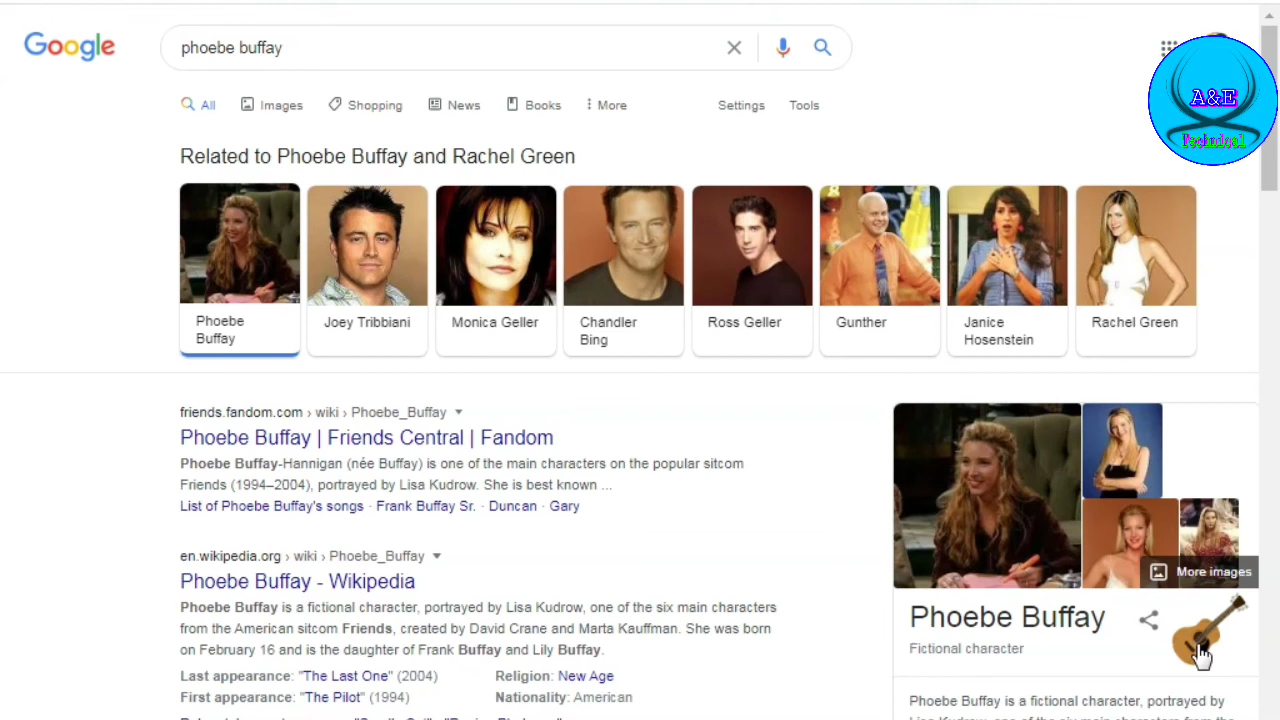 Google
phoebe buffay
All Images Shopping News Books More Settings Tools
A&E
Technical
Related to Phoebe Buffay and Rachel Green
Phoebe Buffay
Joey Tribbiani
Monica Geller
Chandler Bing
Ross Geller
Gunther
Janice Hosenstein
Rachel Green
friends.fandom.com › wiki › Phoebe_Buffay
Phoebe Buffay | Friends Central | Fandom
Phoebe Buffay-Hannigan (née Buffay) is one of the main characters on the popular sitcom
Friends (1994–2004), portrayed by Lisa Kudrow. She is best known ...
List of Phoebe Buffay's songs · Frank Buffay Sr. · Duncan · Gary
en.wikipedia.org › wiki › Phoebe_Buffay
Phoebe Buffay - Wikipedia
Phoebe Buffay is a fictional character, portrayed by Lisa Kudrow, one of the six main characters
from the American sitcom Friends, created by David Crane and Marta Kauffman. She was born
on February 16 and is the daughter of Frank Buffay and Lily Buffay.
Last appearance: "The Last One" (2004) Religion: New Age
First appearance: "The Pilot" (1994) Nationality: American
More images
Phoebe Buffay
Fictional character
Phoebe Buffay is a fictional character, portrayed by